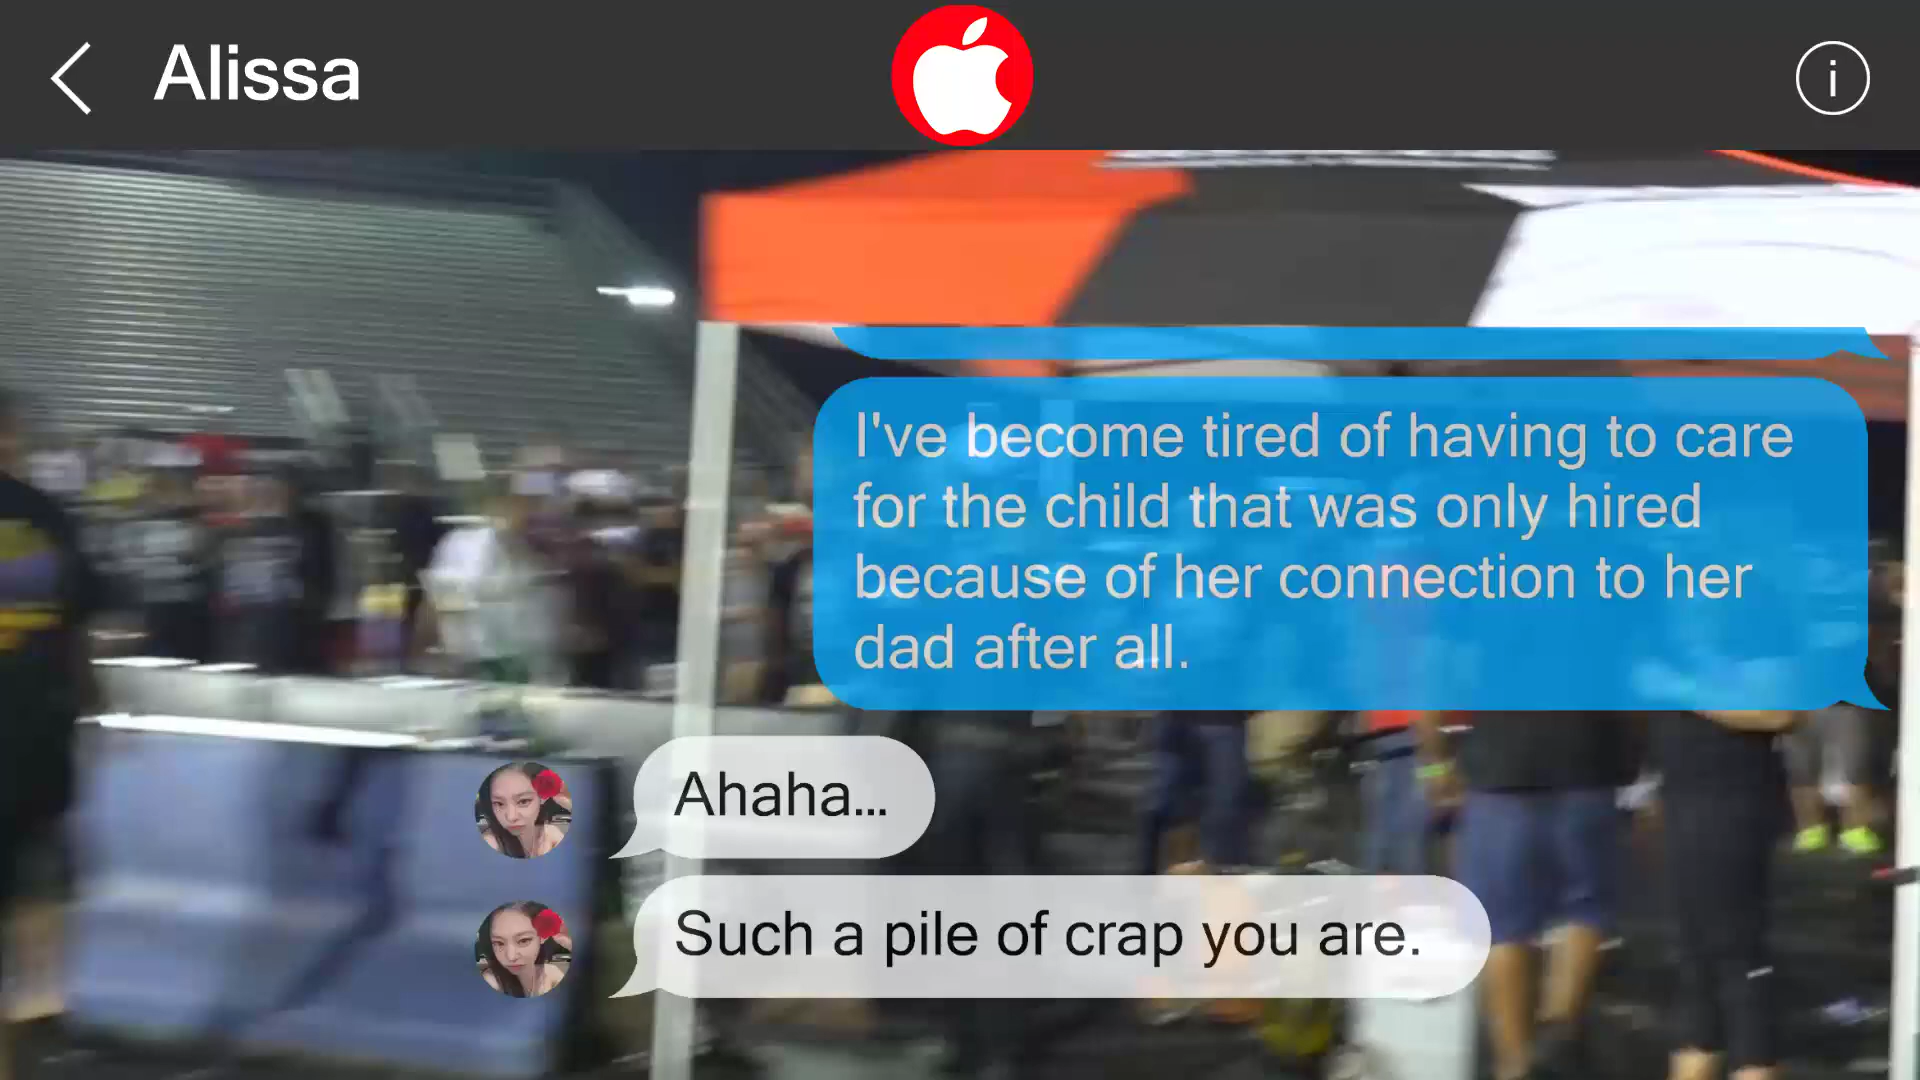 Alissa
I've become tired of having to care
for the child that was only hired
because of her connection to her
dad after all.
Ahaha...
Such a pile of crap you are.